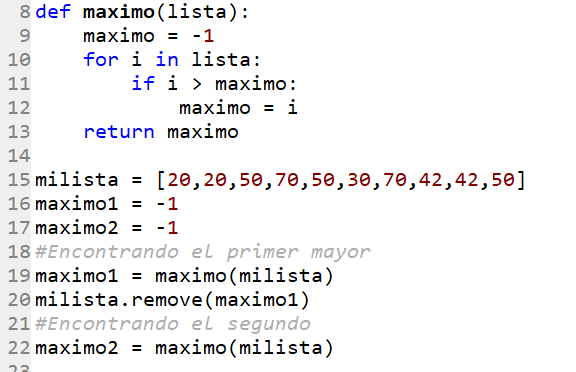 8 def maximo(lista):
9     maximo = -1
10     for i in lista:
11         if i > maximo:
12             maximo = i
13     return maximo
14
15 milista = [20,20,50,70,50,30,70,42,42,50]
16 maximo1 = -1
17 maximo2 = -1
18 #Encontrando el primer mayor
19 maximo1 = maximo(milista)
20 milista.remove(maximo1)
21 #Encontrando el segundo
22 maximo2 = maximo(milista)